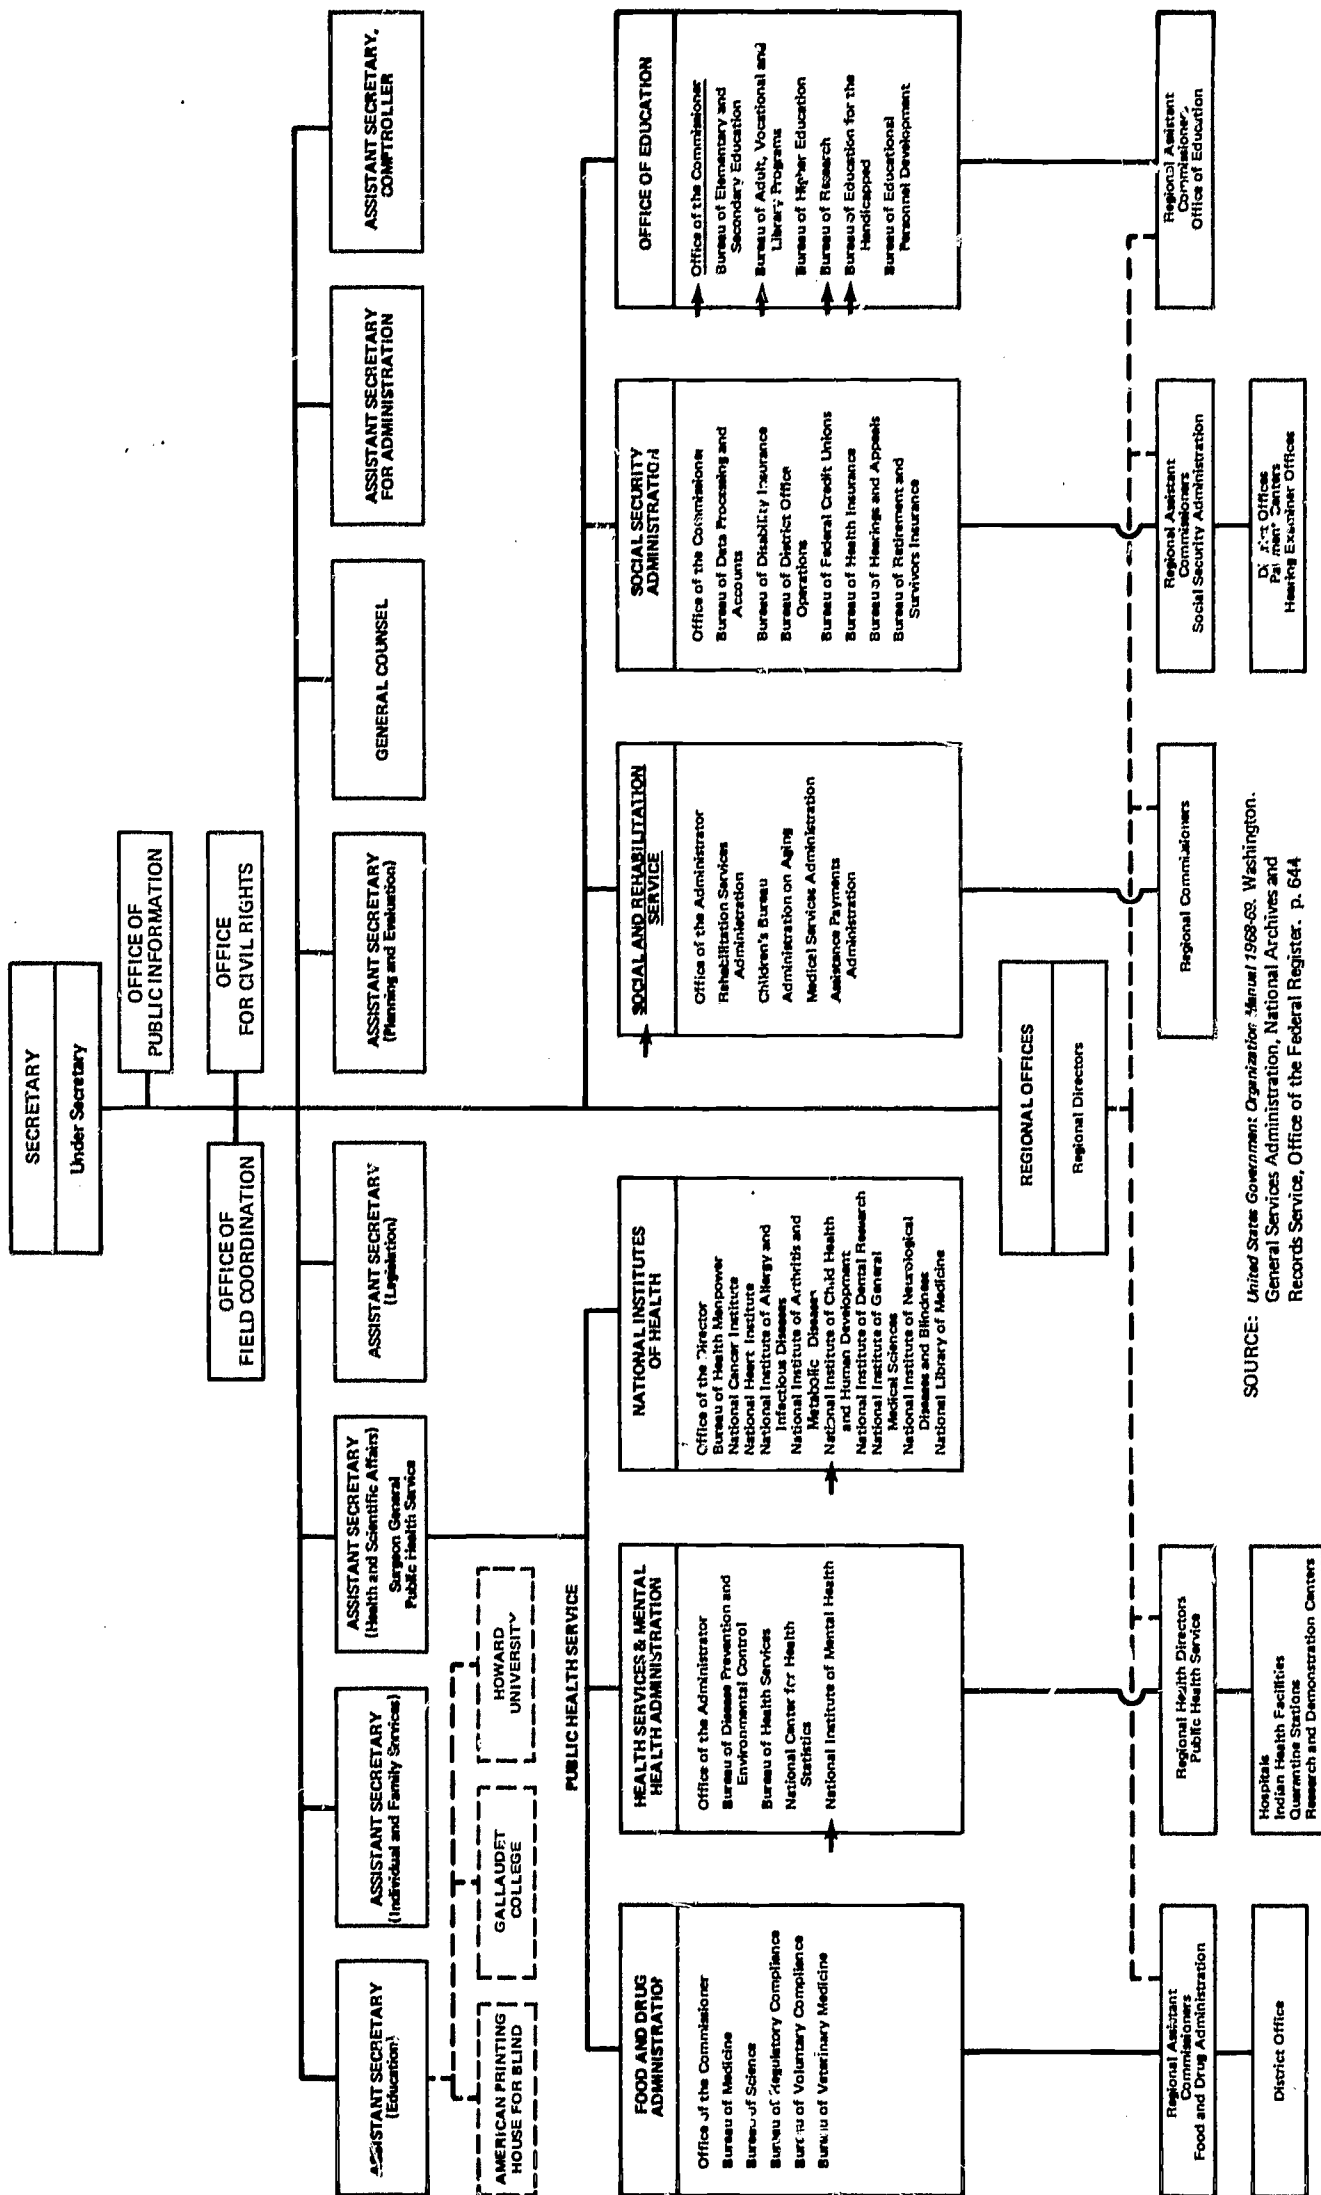 SECRETARY
Under Secretary
OFFICE OF
PUBLIC INFORMATION
OFFICE OF
FIELD COORDINATION
OFFICE
FOR CIVIL RIGHTS
ASSISTANT SECRETARY
(Education)
ASSISTANT SECRETARY
(Individual and Family Services)
ASSISTANT SECRETARY
(Health and Scientific Affairs)
Surgeon General
Public Health Service
ASSISTANT SECRETARY
(Legislation)
ASSISTANT SECRETARY
(Planning and Evaluation)
GENERAL COUNSEL
ASSISTANT SECRETARY
FOR ADMINISTRATION
ASSISTANT SECRETARY,
COMPTROLLER
AMERICAN PRINTING
HOUSE FOR BLIND
GALLAUDET
COLLEGE
HOWARD
UNIVERSITY
PUBLIC HEALTH SERVICE
FOOD AND DRUG
ADMINISTRATION
Office of the Commissioner
Bureau of Medicine
Bureau of Science
Bureau of Regulatory Compliance
Bureau of Voluntary Compliance
Bureau of Veterinary Medicine
HEALTH SERVICES & MENTAL
HEALTH ADMINISTRATION
Office of the Administrator
Bureau of Disease Prevention and
Environmental Control
Bureau of Health Services
National Center for Health
Statistics
National Institute of Mental Health
NATIONAL INSTITUTES
OF HEALTH
Office of the Director
Bureau of Health Manpower
National Cancer Institute
National Heart Institute
National Institute of Allergy and
Infectious Diseases
National Institute of Arthritis and
Metabolic Diseases
National Institute of Child Health
and Human Development
National Institute of Dental Research
National Institute of General
Medical Sciences
National Institute of Neurological
Diseases and Blindness
National Library of Medicine
SOCIAL AND REHABILITATION
SERVICE
Office of the Administrator
Rehabilitation Services
Administration
Children's Bureau
Administration on Aging
Medical Services Administration
Assistance Payments
Administration
SOCIAL SECURITY
ADMINISTRATION
Office of the Commissioner
Bureau of Data Processing and
Accounts
Bureau of Disability Insurance
Bureau of District Office
Operations
Bureau of Federal Credit Unions
Bureau of Health Insurance
Bureau of Hearings and Appeals
Bureau of Retirement and
Survivors Insurance
OFFICE OF EDUCATION
Office of the Commissioner
Bureau of Elementary and
Secondary Education
Bureau of Adult, Vocational and
Library Programs
Bureau of Higher Education
Bureau of Research
Bureau of Education for the
Handicapped
Bureau of Educational
Personnel Development
REGIONAL OFFICES
Regional Directors
Regional Assistant
Commissioners
Food and Drug Administration
Regional Health Directors
Public Health Service
Regional Commissioners
Regional Assistant
Commissioners
Social Security Administration
Regional Assistant
Commissioners
Office of Education
District Office
Hospitals
Indian Health Facilities
Quarantine Stations
Research and Demonstration Centers
District Offices
Payment Centers
Hearing Examiner Offices
SOURCE: United States Government Organization Manual 1968-69. Washington.
General Services Administration, National Archives and
Records Service, Office of the Federal Register. p. 644